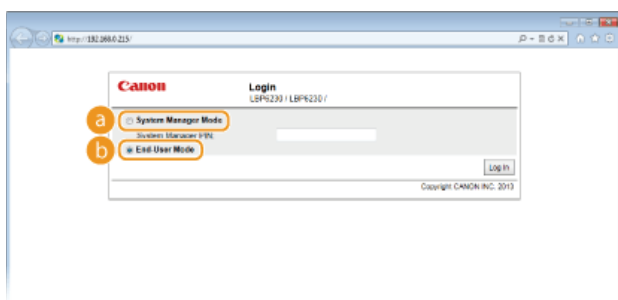 http://192.168.0.215/
Canon
Login
LBP6230 / LBP6230 /
a
System Manager Mode
System Manager PIN:
b
End-User Mode
Log In
Copyright CANON INC. 2013